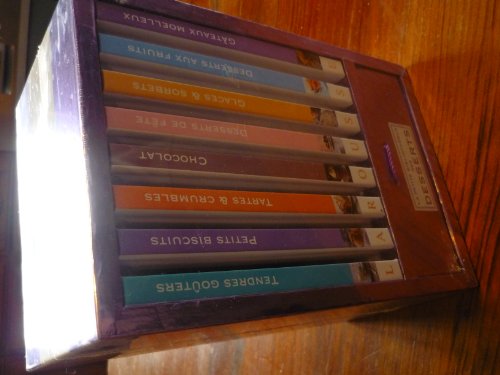 L TENDRES GOÛTERS
A PETITS BISCUITS
R TARTES & CRUMBLES
O CHOCOLAT
U DESSERTS DE FÊTE
S GLACES & SORBETS
S DESSERTS AUX FRUITS
E GÂTEAUX MOELLEUX
DESSERTS